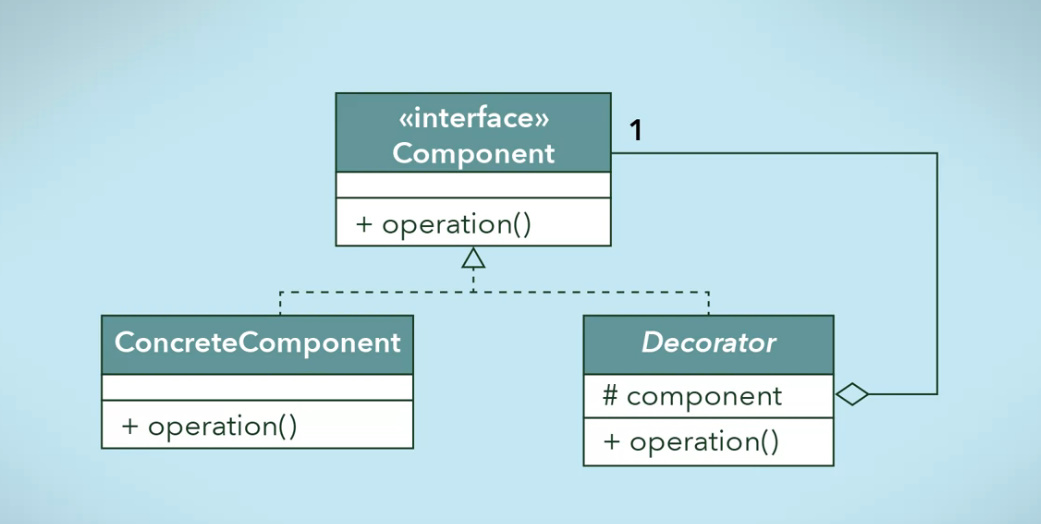 «interface»
Component
1
+ operation()
ConcreteComponent
+ operation()
Decorator
# component
+ operation()